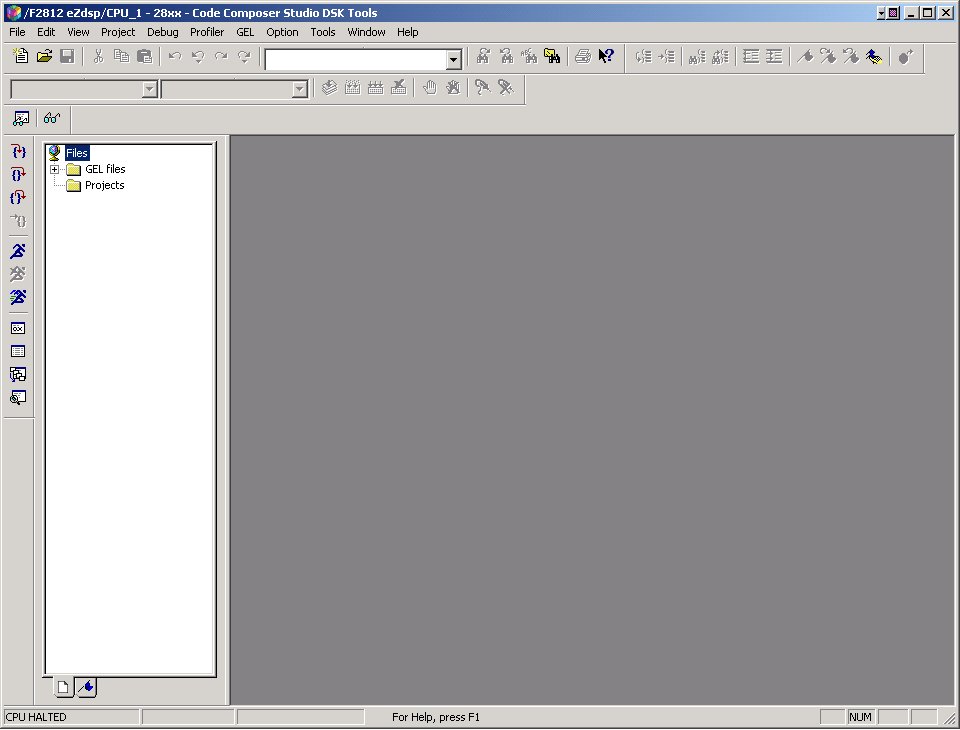 /F2812 eZdsp/CPU_1 - 28xx - Code Composer Studio DSK Tools
File Edit View Project Debug Profiler GEL Option Tools Window Help
Files
GEL files
Projects
CPU HALTED For Help, press F1 NUM